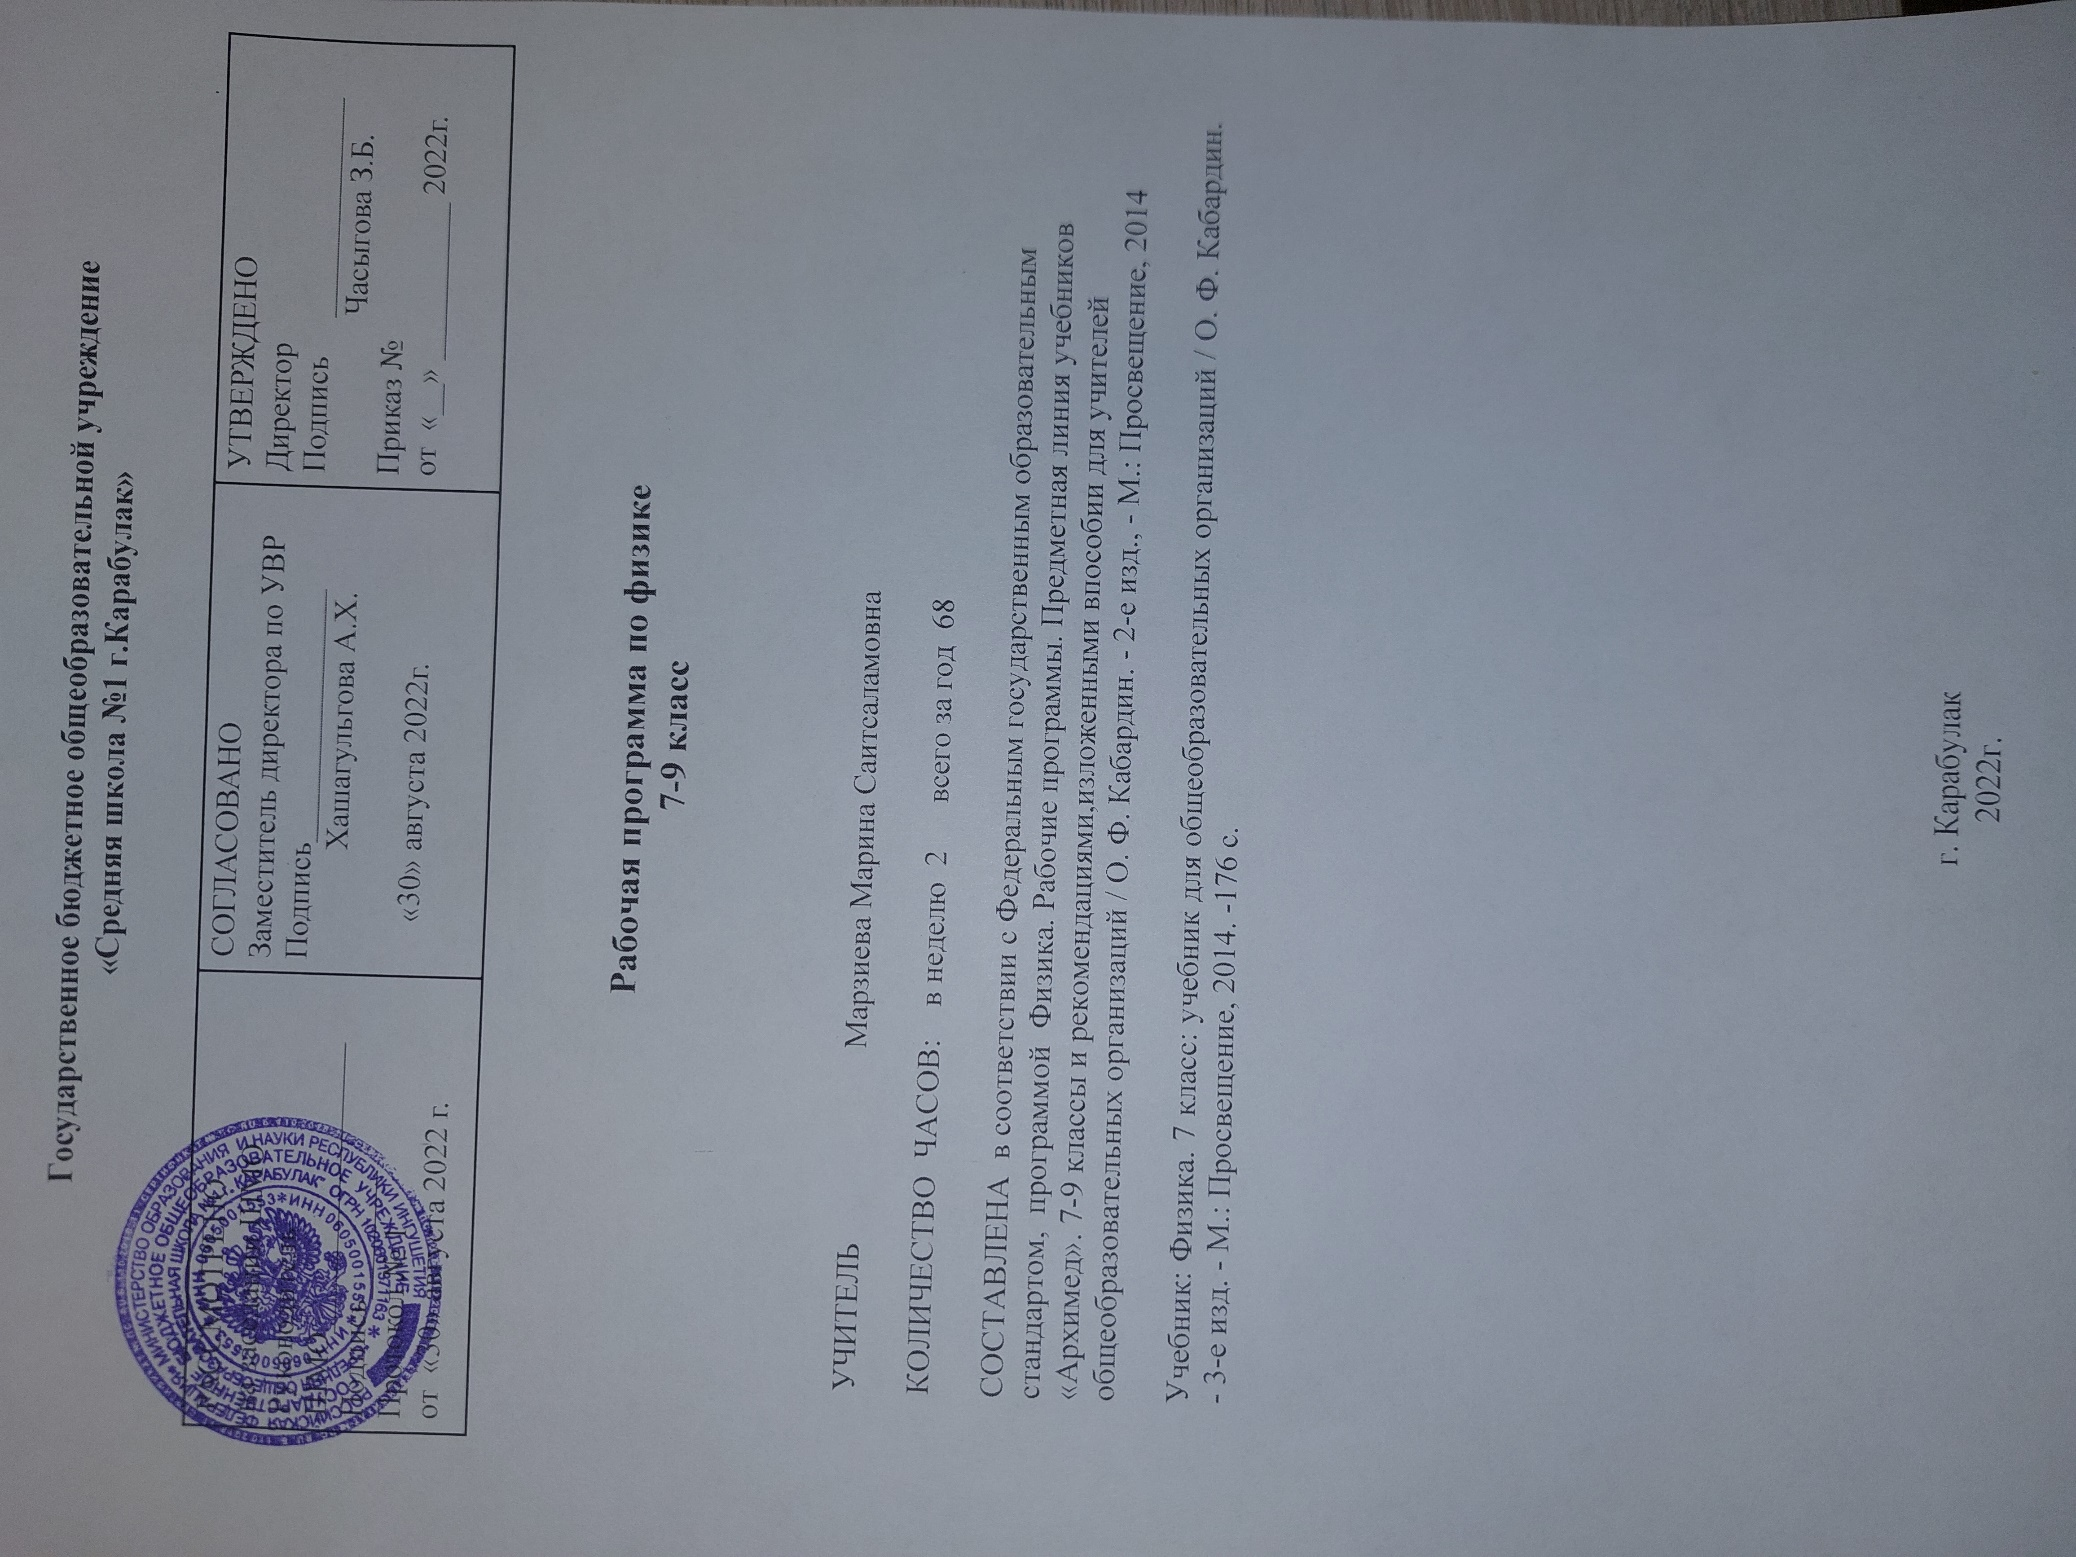 Государственное бюджетное общеобразовательной учреждение
«Средняя школа №1 г.Карабулак»
от «30» августа 2022 г.
СОГЛАСОВАНО
Заместитель директора по УВР
Подпись
Хашагульгова А.Х.
«30» августа 2022г.
УТВЕРЖДЕНО
Директор
Подпись
Часыгова З.Б.
Приказ №
от «__» __________ 2022г.
Рабочая программа по физике
7-9 класс
УЧИТЕЛЬ Марзиева Марина Саитсаламовна
КОЛИЧЕСТВО ЧАСОВ: в неделю 2 всего за год 68
СОСТАВЛЕНА в соответствии с Федеральным государственным образовательным
стандартом, программой Физика. Рабочие программы. Предметная линия учебников
«Архимед». 7-9 классы и рекомендациями,изложенными впособии для учителей
общеобразовательных организаций / О. Ф. Кабардин. - 2-е изд., - М.: Просвещение, 2014
Учебник: Физика. 7 класс: учебник для общеобразовательных организаций / О. Ф. Кабардин.
- 3-е изд. - М.: Просвещение, 2014. -176 с.
г. Карабулак
2022г.